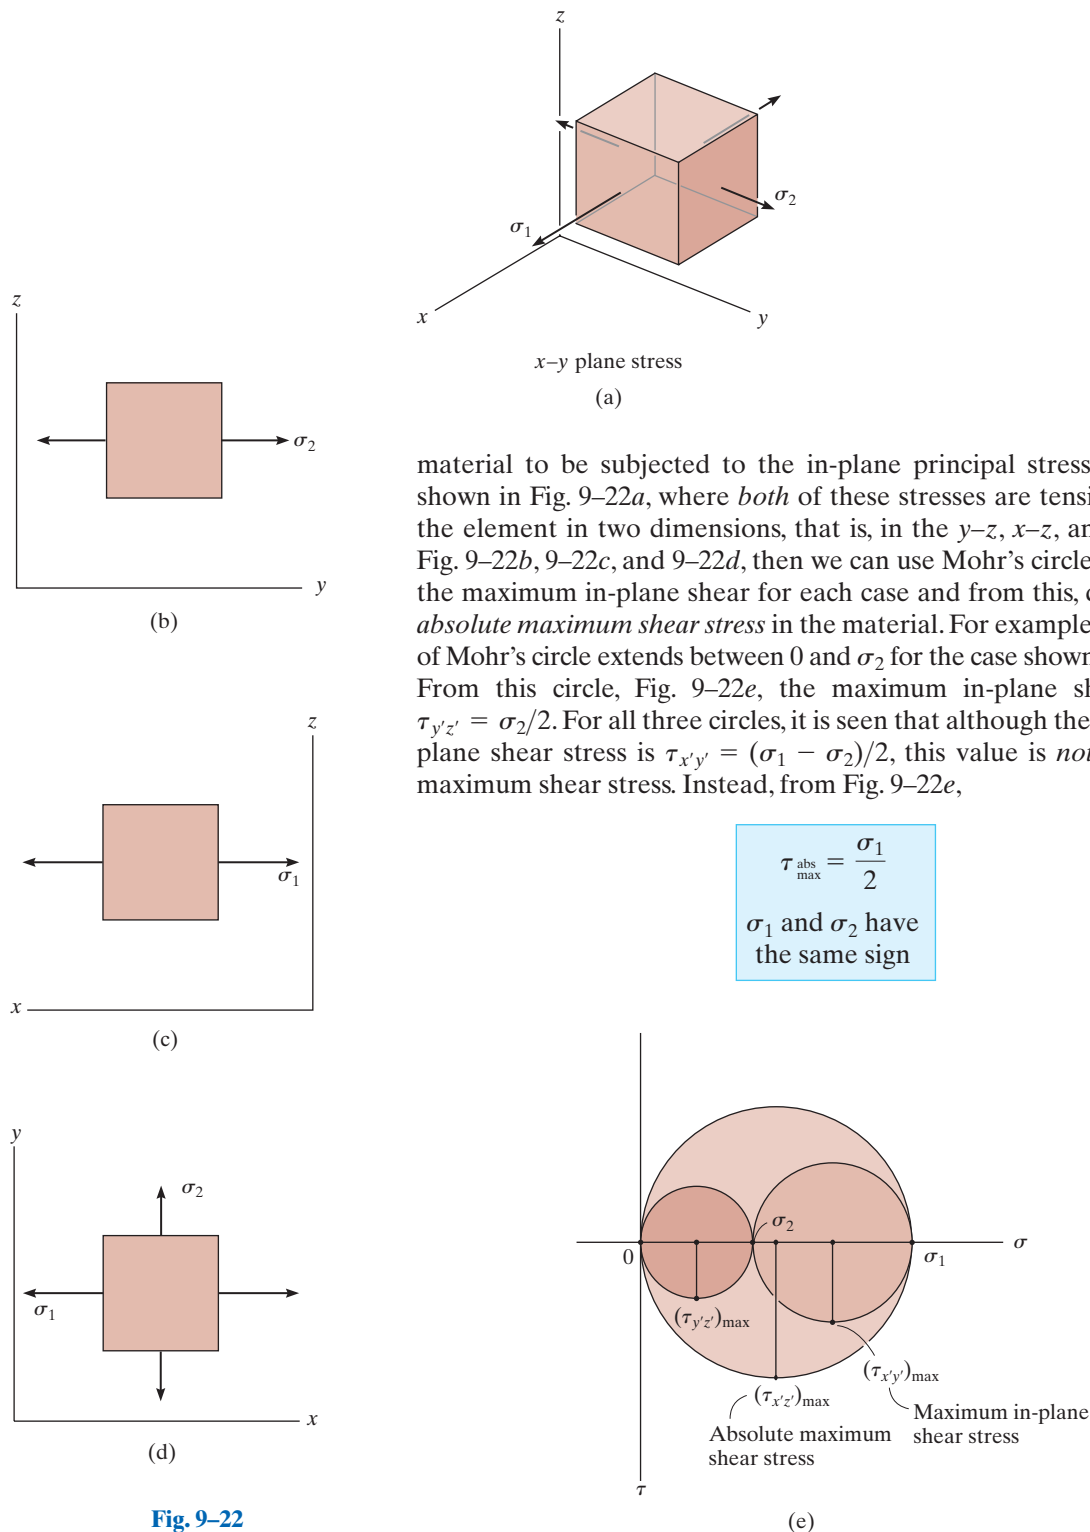 z
σ2
σ1
x
y
x–y plane stress
(a)
z
σ2
y
(b)
z
σ1
x
(c)
y
σ2
σ1
x
(d)
Fig. 9–22
material to be subjected to the in-plane principal stress
shown in Fig. 9–22a, where both of these stresses are tensi
the element in two dimensions, that is, in the y–z, x–z, an
Fig. 9–22b, 9–22c, and 9–22d, then we can use Mohr's circle
the maximum in-plane shear for each case and from this, d
absolute maximum shear stress in the material. For example
of Mohr's circle extends between 0 and σ2 for the case shown
From this circle, Fig. 9–22e, the maximum in-plane sh
τy′z′ = σ2/2. For all three circles, it is seen that although the
plane shear stress is τx′y′ = (σ1 − σ2)/2, this value is not
maximum shear stress. Instead, from Fig. 9–22e,
τabs max = σ1/2
σ1 and σ2 have
the same sign
σ2
0
σ1
σ
(τy′z′)max
(τx′y′)max
(τx′z′)max
Maximum in-plane
shear stress
Absolute maximum
shear stress
τ
(e)